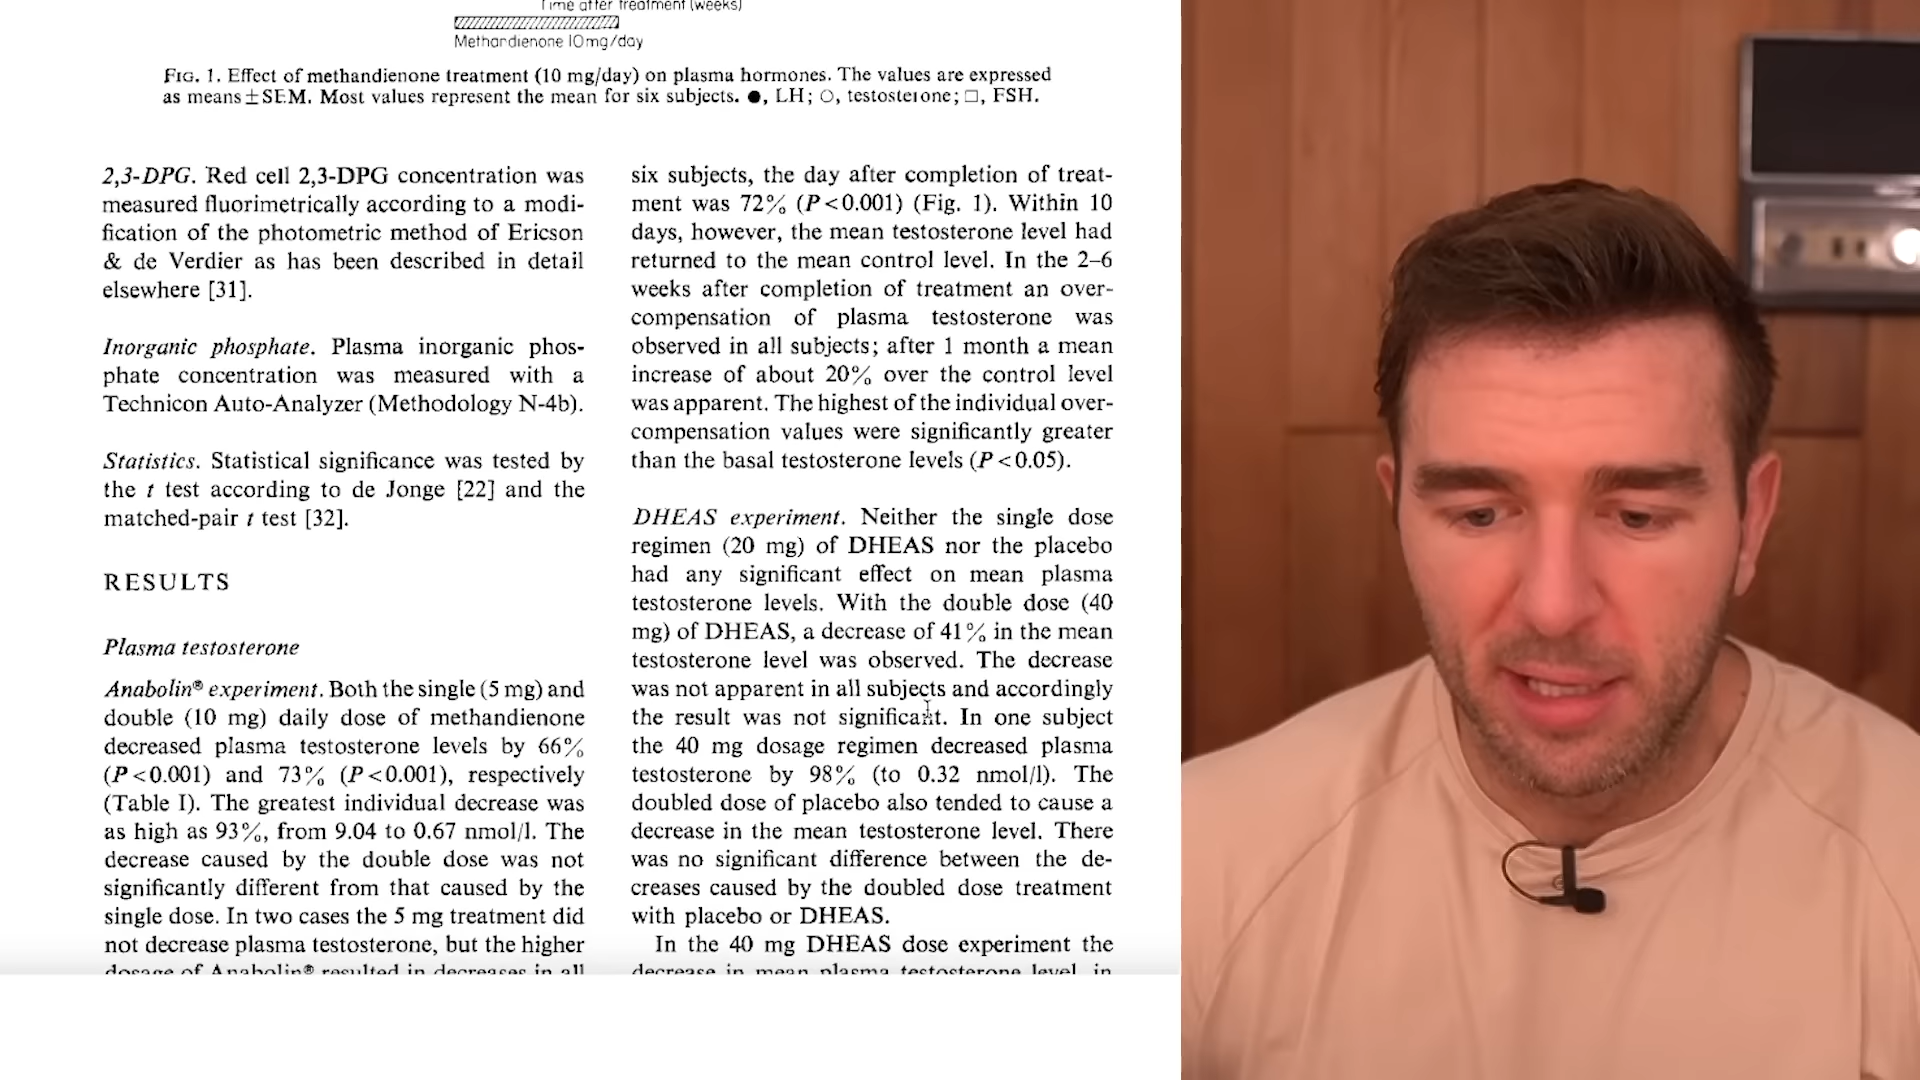 Time after treatment (weeks)
Methandienone 10mg/day
FIG. 1. Effect of methandienone treatment (10 mg/day) on plasma hormones. The values are expressed
as means±SEM. Most values represent the mean for six subjects. ●, LH; ○, testosterone; □, FSH.
2,3-DPG. Red cell 2,3-DPG concentration was
measured fluorimetrically according to a modi-
fication of the photometric method of Ericson
& de Verdier as has been described in detail
elsewhere [31].
Inorganic phosphate. Plasma inorganic phos-
phate concentration was measured with a
Technicon Auto-Analyzer (Methodology N-4b).
Statistics. Statistical significance was tested by
the t test according to de Jonge [22] and the
matched-pair t test [32].
RESULTS
Plasma testosterone
Anabolin® experiment. Both the single (5 mg) and
double (10 mg) daily dose of methandienone
decreased plasma testosterone levels by 66%
(P<0.001) and 73% (P<0.001), respectively
(Table I). The greatest individual decrease was
as high as 93%, from 9.04 to 0.67 nmol/l. The
decrease caused by the double dose was not
significantly different from that caused by the
single dose. In two cases the 5 mg treatment did
not decrease plasma testosterone, but the higher
dosage of Anabolin® resulted in decreases in all
six subjects, the day after completion of treat-
ment was 72% (P<0.001) (Fig. 1). Within 10
days, however, the mean testosterone level had
returned to the mean control level. In the 2–6
weeks after completion of treatment an over-
compensation of plasma testosterone was
observed in all subjects; after 1 month a mean
increase of about 20% over the control level
was apparent. The highest of the individual over-
compensation values were significantly greater
than the basal testosterone levels (P<0.05).
DHEAS experiment. Neither the single dose
regimen (20 mg) of DHEAS nor the placebo
had any significant effect on mean plasma
testosterone levels. With the double dose (40
mg) of DHEAS, a decrease of 41% in the mean
testosterone level was observed. The decrease
was not apparent in all subjects and accordingly
the result was not significant. In one subject
the 40 mg dosage regimen decreased plasma
testosterone by 98% (to 0.32 nmol/l). The
doubled dose of placebo also tended to cause a
decrease in the mean testosterone level. There
was no significant difference between the de-
creases caused by the doubled dose treatment
with placebo or DHEAS.
In the 40 mg DHEAS dose experiment the
decrease in mean plasma testosterone level, in